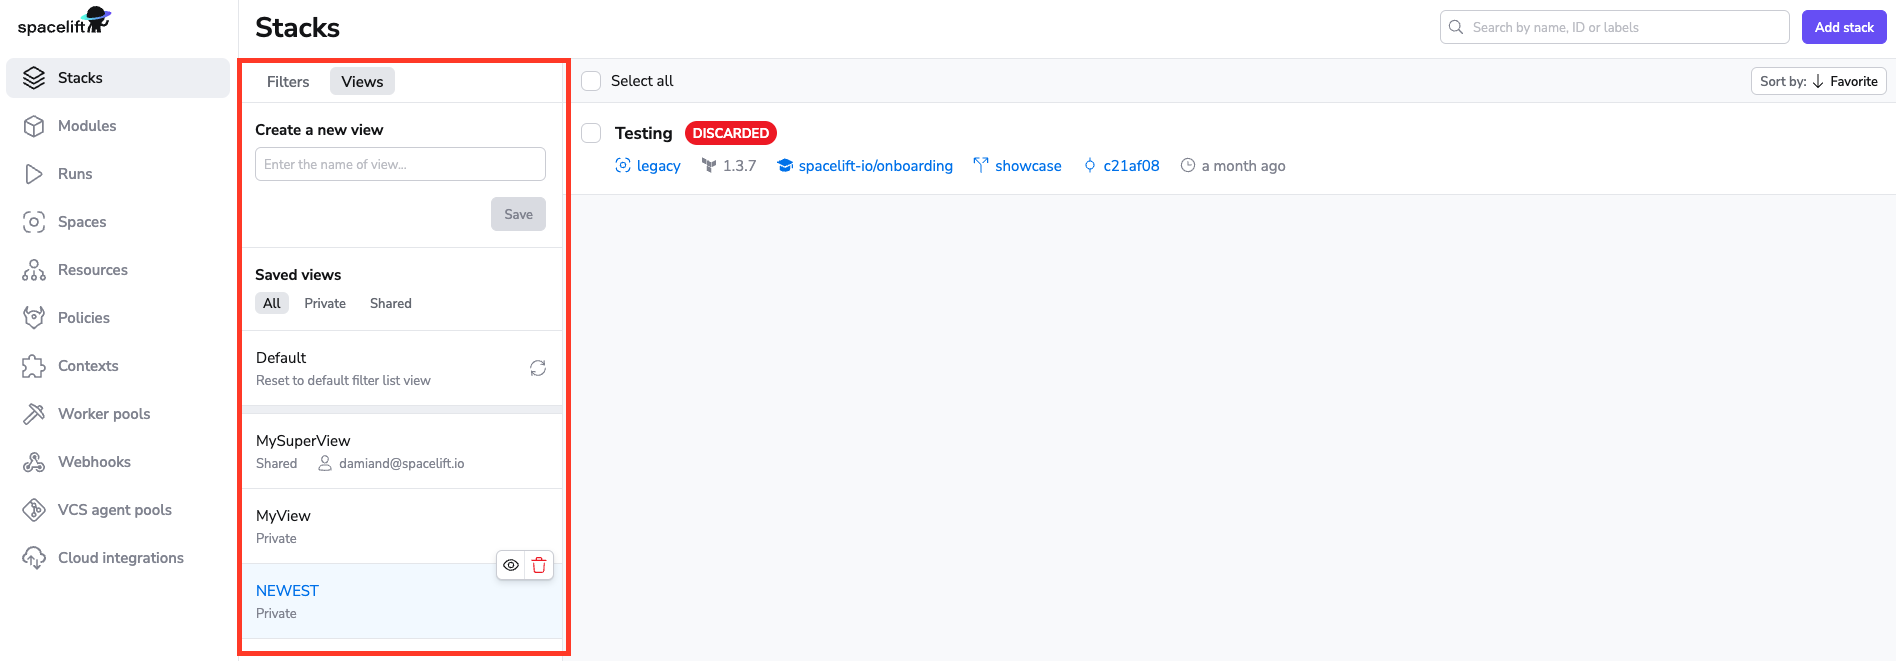 spacelift
Stacks
Search by name, ID or labels
Add stack
Stacks
Modules
Runs
Spaces
Resources
Policies
Contexts
Worker pools
Webhooks
VCS agent pools
Cloud integrations
Filters Views
Create a new view
Enter the name of view...
Save
Saved views
All Private Shared
Default
Reset to default filter list view
MySuperView
Shared damiand@spacelift.io
MyView
Private
NEWEST
Private
Select all
Sort by: Favorite
Testing DISCARDED
legacy 1.3.7 spacelift-io/onboarding showcase c21af08 a month ago